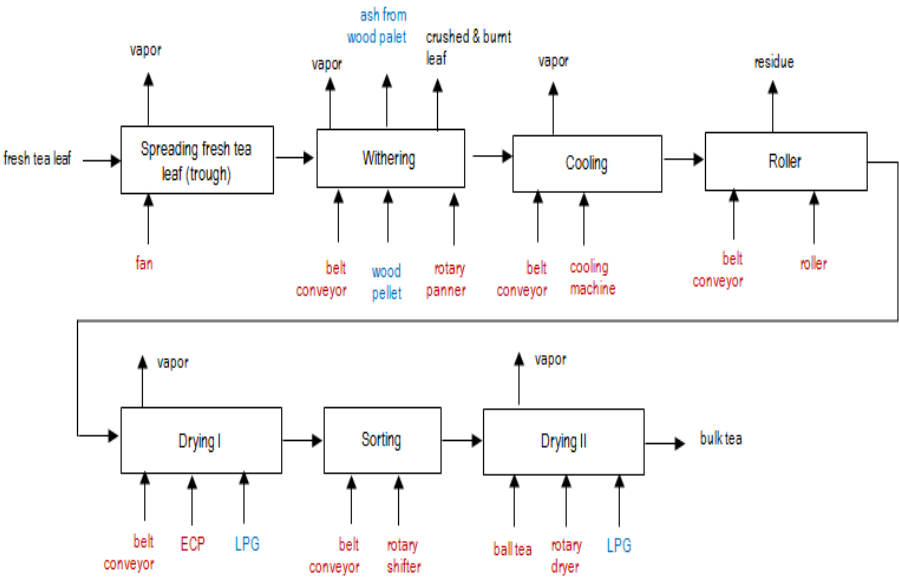 ash from
wood palet
crushed & burnt
leaf
vapor
vapor
vapor
residue
fresh tea leaf
Spreading fresh tea
leaf (trough)
Withering
Cooling
Roller
fan
belt
conveyor
wood
pellet
rotary
panner
belt
conveyor
cooling
machine
belt
conveyor
roller
vapor
vapor
Drying I
Sorting
Drying II
bulk tea
belt
conveyor
ECP
LPG
belt
conveyor
rotary
shifter
ball tea
rotary
dryer
LPG